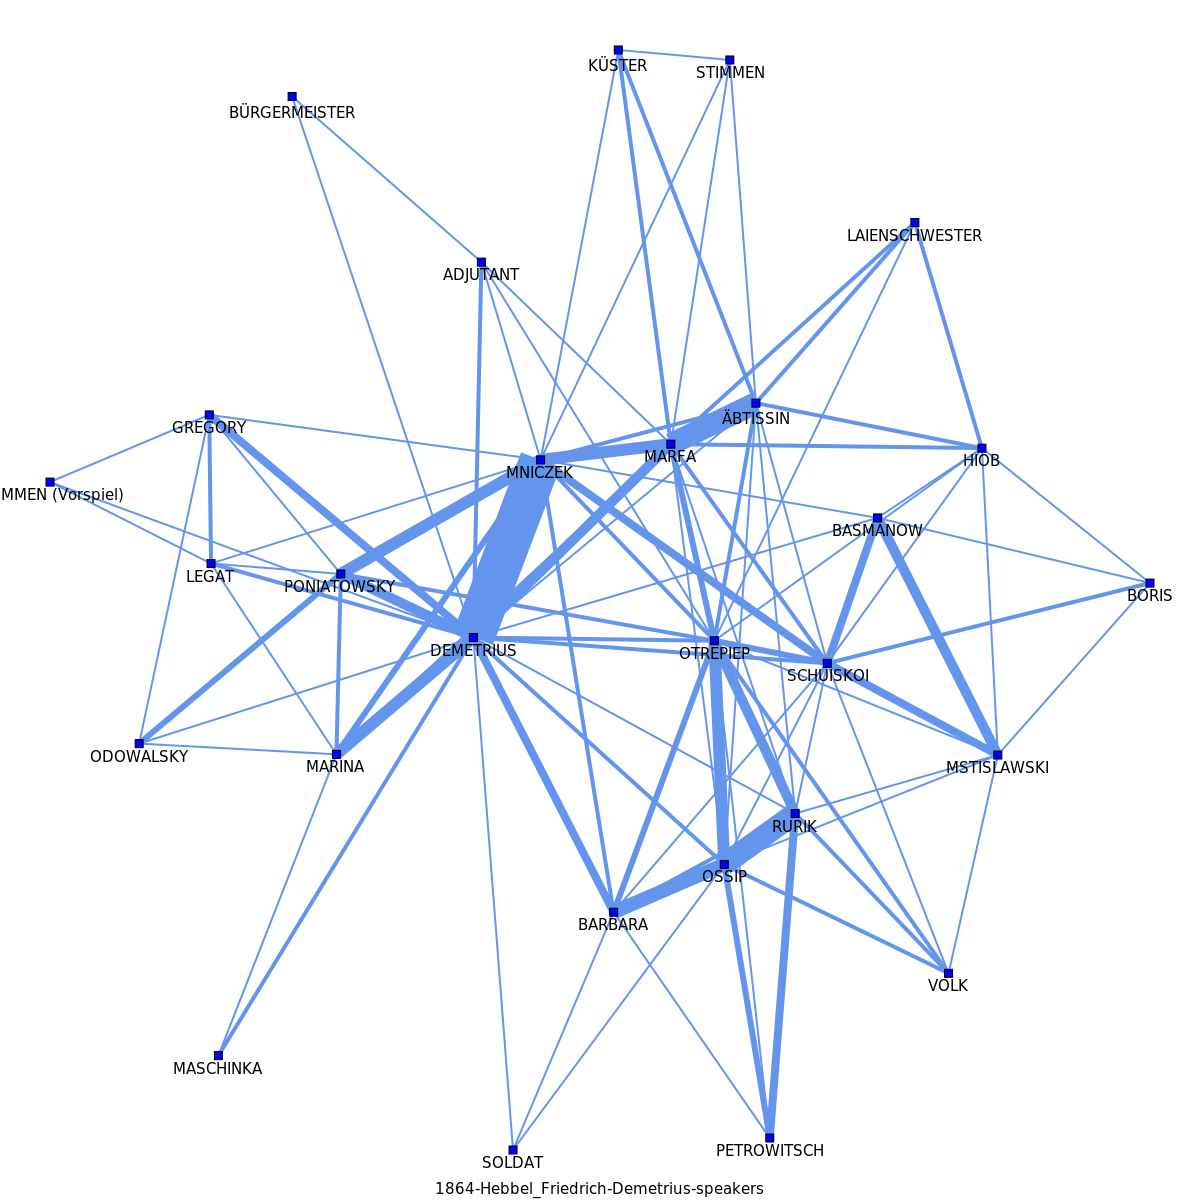 KÜSTER
STIMMEN
BÜRGERMEISTER
LAIENSCHWESTER
ADJUTANT
ÄBTISSIN
GREGORY
MARFA
HIOB
MNICZEK
MMEN (Vorspiel)
BASMANOW
LEGAT
PONIATOWSKY
BORIS
DEMETRIUS
OTREPIEP
SCHUISKOI
ODOWALSKY
MARINA
MSTISLAWSKI
RURIK
OSSIP
BARBARA
VOLK
MASCHINKA
PETROWITSCH
SOLDAT
1864-Hebbel_Friedrich-Demetrius-speakers